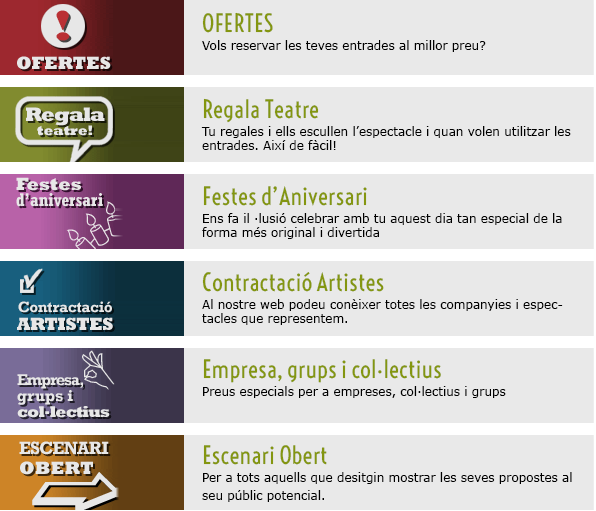 OFERTES
OFERTES
Vols reservar les teves entrades al millor preu?
Regala
teatre!
Regala Teatre
Tu regales i ells escullen l’espectacle i quan volen utilitzar les
entrades. Així de fàcil!
Festes
d’aniversari
Festes d’Aniversari
Ens fa il ·lusió celebrar amb tu aquest dia tan especial de la
forma més original i divertida
Contractació
ARTISTES
Contractació Artistes
Al nostre web podeu conèixer totes les companyies i espec-
tacles que representem.
Empresa,
grups i
col·lectius
Empresa, grups i col·lectius
Preus especials per a empreses, col·lectius i grups
ESCENARI
OBERT
Escenari Obert
Per a tots aquells que desitgin mostrar les seves propostes al
seu públic potencial.